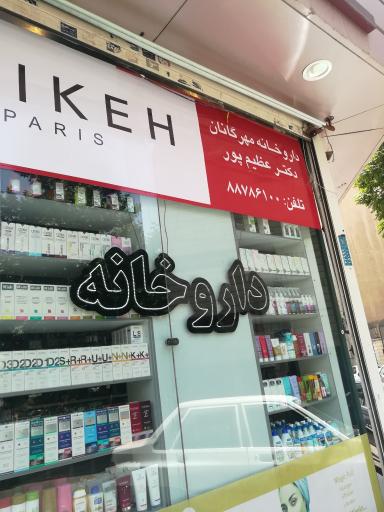 IKEH
PARIS
داروخانه مهرگانان
دکتر عظیم پور
تلفن: ۸۸۷۸۶۱۰۰
داروخانه